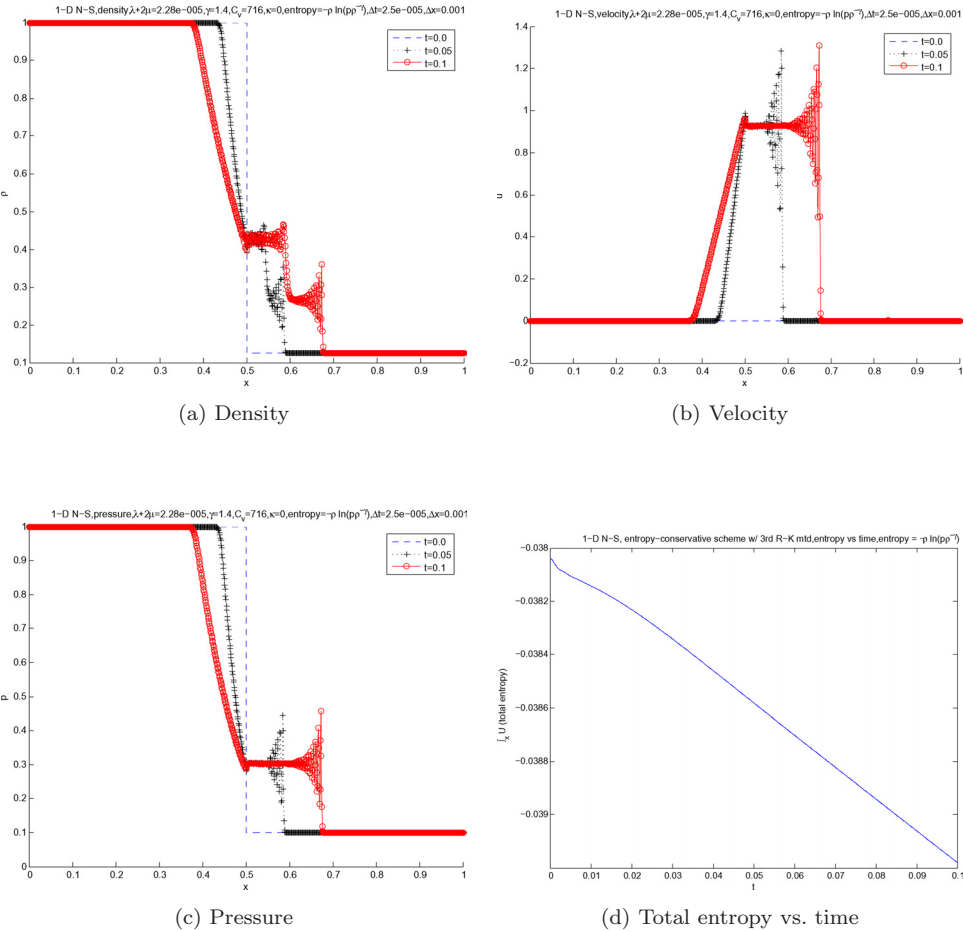 1-D N-S,density,λ+2μ=2.28e-005,γ=1.4,Cv=716,κ=0,entropy=-ρ ln(pρ^-γ),Δt=2.5e-005,Δx=0.001
1
0.9
0.8
0.7
0.6
0.5
0.4
0.3
0.2
0.1
ρ
0 0.1 0.2 0.3 0.4 0.5 0.6 0.7 0.8 0.9 1
x
t=0.0
t=0.05
t=0.1
(a) Density
1-D N-S,velocity,λ+2μ=2.28e-005,γ=1.4,Cv=716,κ=0,entropy=-ρ ln(pρ^-γ),Δt=2.5e-005,Δx=0.001
1.4
1.2
1
0.8
0.6
0.4
0.2
0
-0.2
u
0 0.1 0.2 0.3 0.4 0.5 0.6 0.7 0.8 0.9 1
x
t=0.0
t=0.05
t=0.1
(b) Velocity
1-D N-S,pressure,λ+2μ=2.28e-005,γ=1.4,Cv=716,κ=0,entropy=-ρ ln(pρ^-γ),Δt=2.5e-005,Δx=0.001
1
0.9
0.8
0.7
0.6
0.5
0.4
0.3
0.2
0.1
0
p
0 0.1 0.2 0.3 0.4 0.5 0.6 0.7 0.8 0.9 1
x
t=0.0
t=0.05
t=0.1
(c) Pressure
1-D N-S, entropy-conservative scheme w/ 3rd R-K mtd,entropy vs time,entropy = -ρ ln(pρ^-γ)
-0.038
-0.0382
-0.0384
-0.0386
-0.0388
-0.039
∫x U (total entropy)
0 0.01 0.02 0.03 0.04 0.05 0.06 0.07 0.08 0.09 0.1
t
(d) Total entropy vs. time